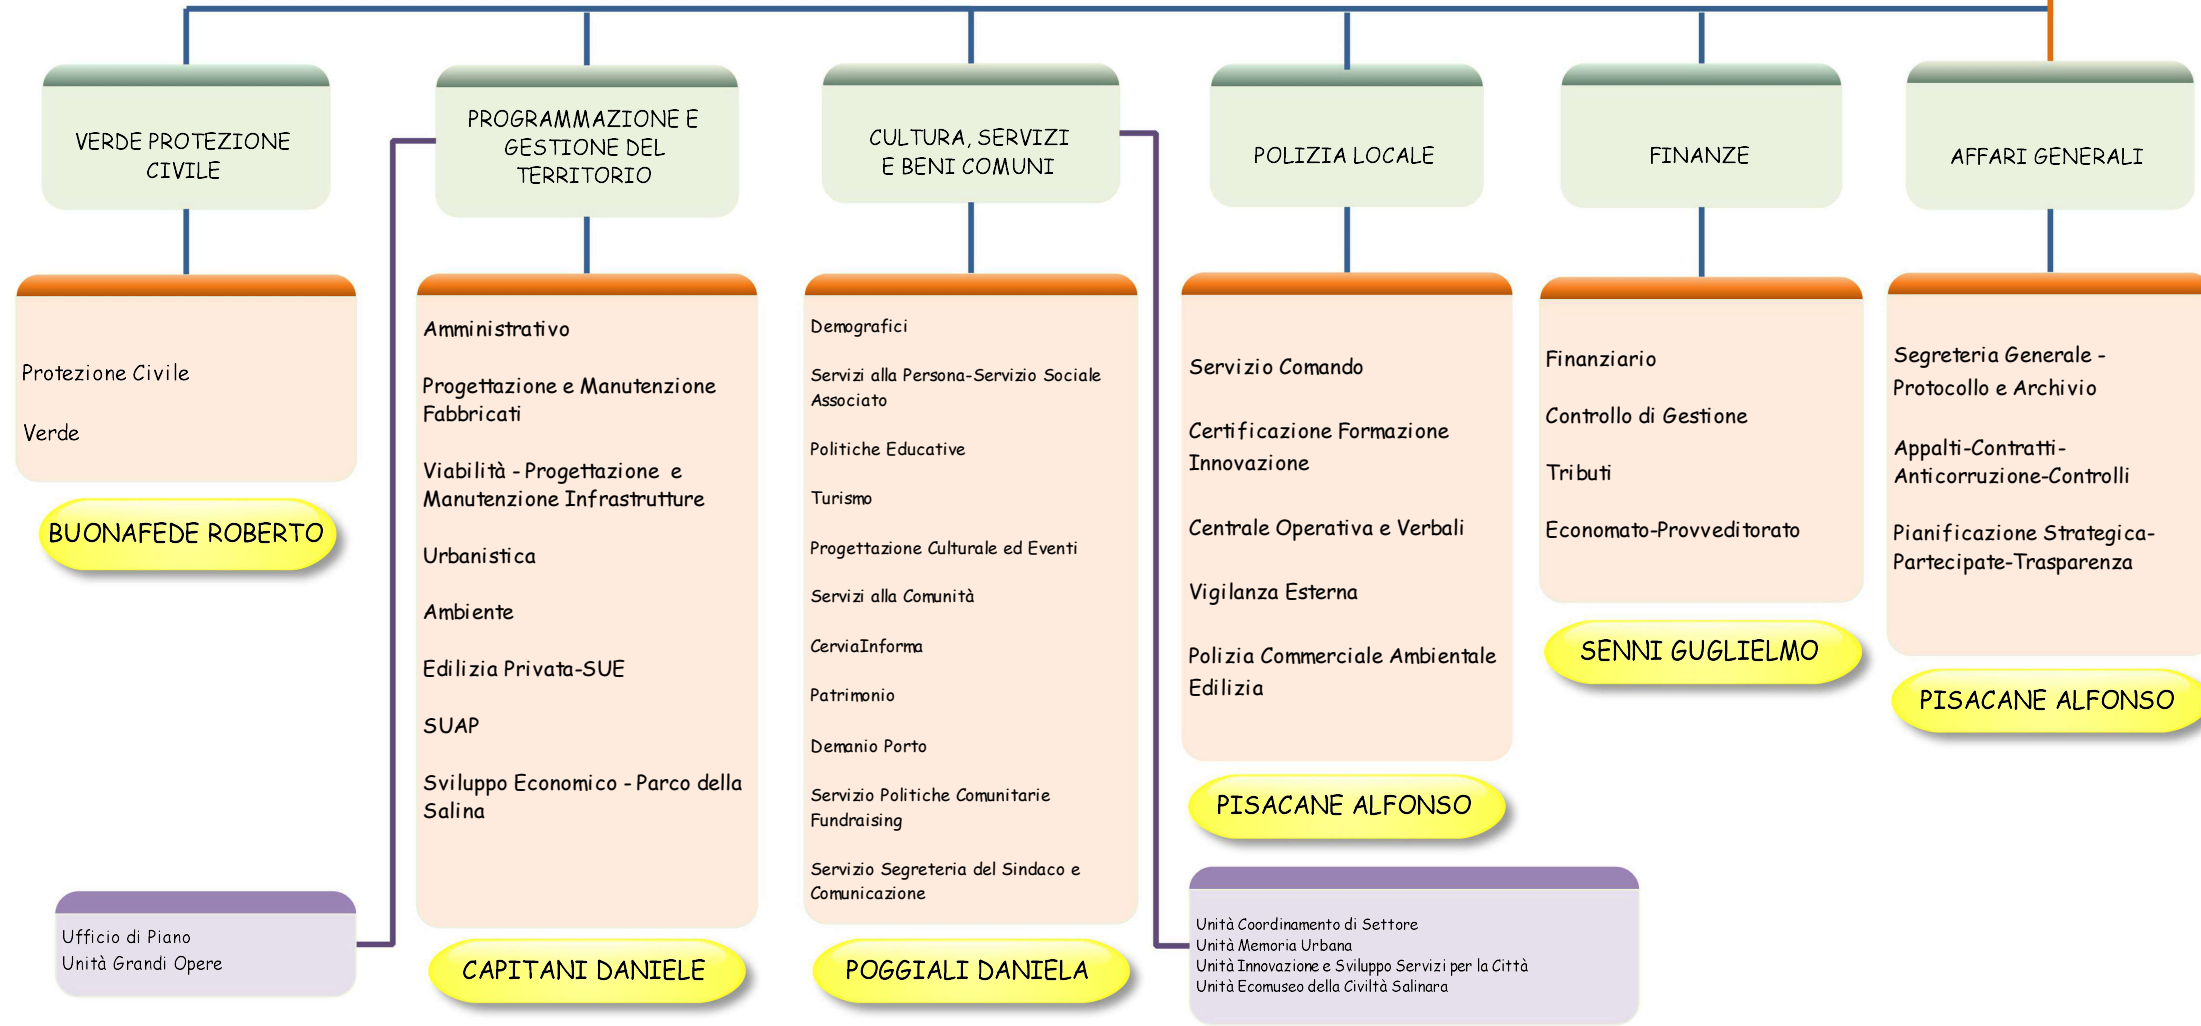 VERDE PROTEZIONE
CIVILE
PROGRAMMAZIONE E
GESTIONE DEL
TERRITORIO
CULTURA, SERVIZI
E BENI COMUNI
POLIZIA LOCALE
FINANZE
AFFARI GENERALI
Protezione Civile
Verde
BUONAFEDE ROBERTO
Amministrativo
Progettazione e Manutenzione
Fabbricati
Viabilità - Progettazione e
Manutenzione Infrastrutture
Urbanistica
Ambiente
Edilizia Privata-SUE
SUAP
Sviluppo Economico - Parco della
Salina
CAPITANI DANIELE
Ufficio di Piano
Unità Grandi Opere
Demografici
Servizi alla Persona-Servizio Sociale
Associato
Politiche Educative
Turismo
Progettazione Culturale ed Eventi
Servizi alla Comunità
CerviaInforma
Patrimonio
Demanio Porto
Servizio Politiche Comunitarie
Fundraising
Servizio Segreteria del Sindaco e
Comunicazione
POGGIALI DANIELA
Servizio Comando
Certificazione Formazione
Innovazione
Centrale Operativa e Verbali
Vigilanza Esterna
Polizia Commerciale Ambientale
Edilizia
PISACANE ALFONSO
Unità Coordinamento di Settore
Unità Memoria Urbana
Unità Innovazione e Sviluppo Servizi per la Città
Unità Ecomuseo della Civiltà Salinara
Finanziario
Controllo di Gestione
Tributi
Economato-Provveditorato
SENNI GUGLIELMO
Segreteria Generale -
Protocollo e Archivio
Appalti-Contratti-
Anticorruzione-Controlli
Pianificazione Strategica-
Partecipate-Trasparenza
PISACANE ALFONSO